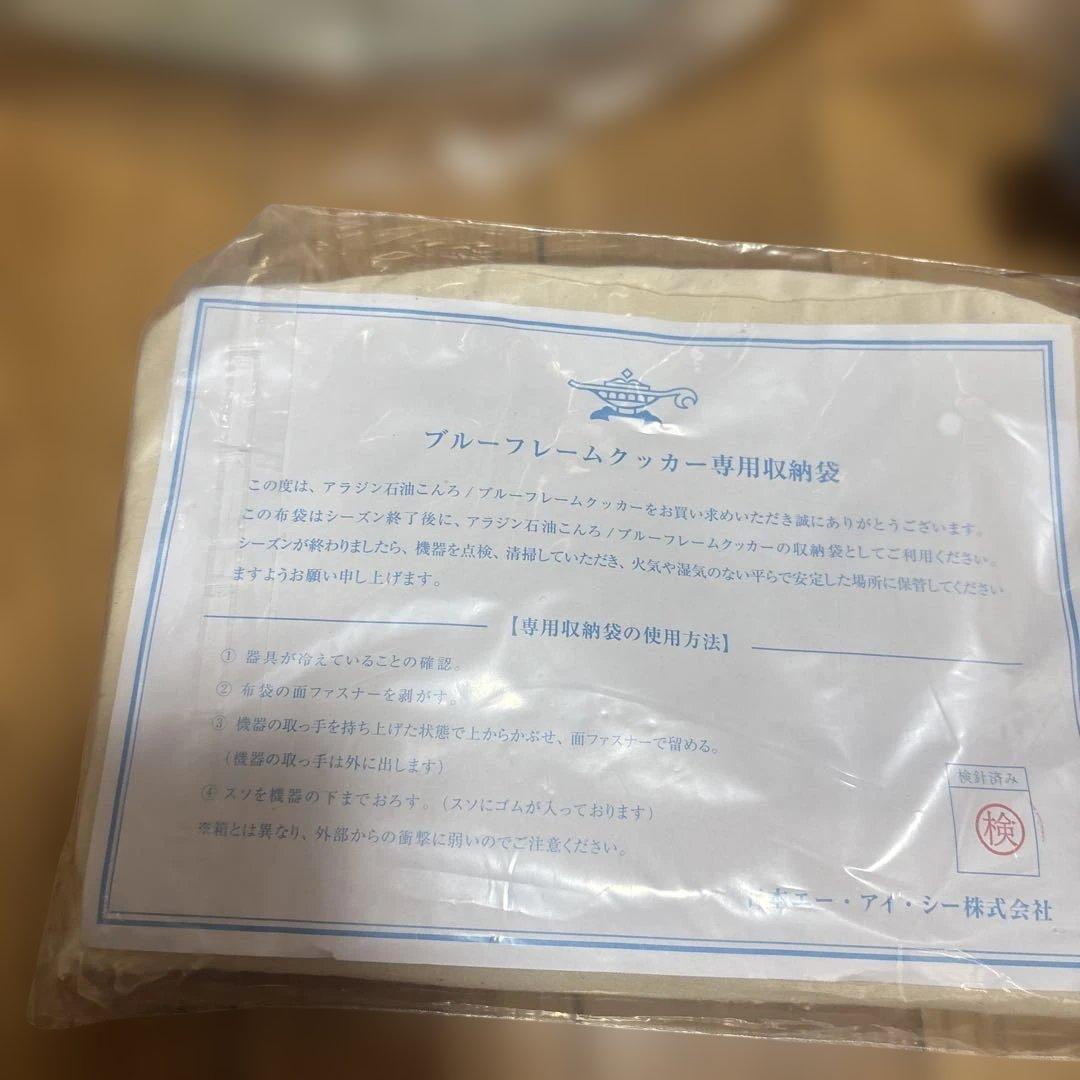 ブルーフレームクッカー専用収納袋
この度は、アラジン石油こんろ/ブルーフレームクッカーをお買い求めいただき誠にありがとうございます。
この布袋はシーズン終了後に、アラジン石油こんろ/ブルーフレームクッカーの収納袋としてご利用ください。
シーズンが終わりましたら、機器を点検、清掃していただき、火気や湿気のない平らで安定した場所に保管してください
ますようお願い申し上げます。
【専用収納袋の使用方法】
① 器具が冷えていることの確認。
② 布袋の面ファスナーを剥がす。
③ 機器の取っ手を持ち上げた状態で上からかぶせ、面ファスナーで留める。
(機器の取っ手は外に出します)
④ スソを機器の下までおろす。(スソにゴムが入っております)
※箱とは異なり、外部からの衝撃に弱いのでご注意ください。
検針済み
検
本エー・アイ・シー株式会社